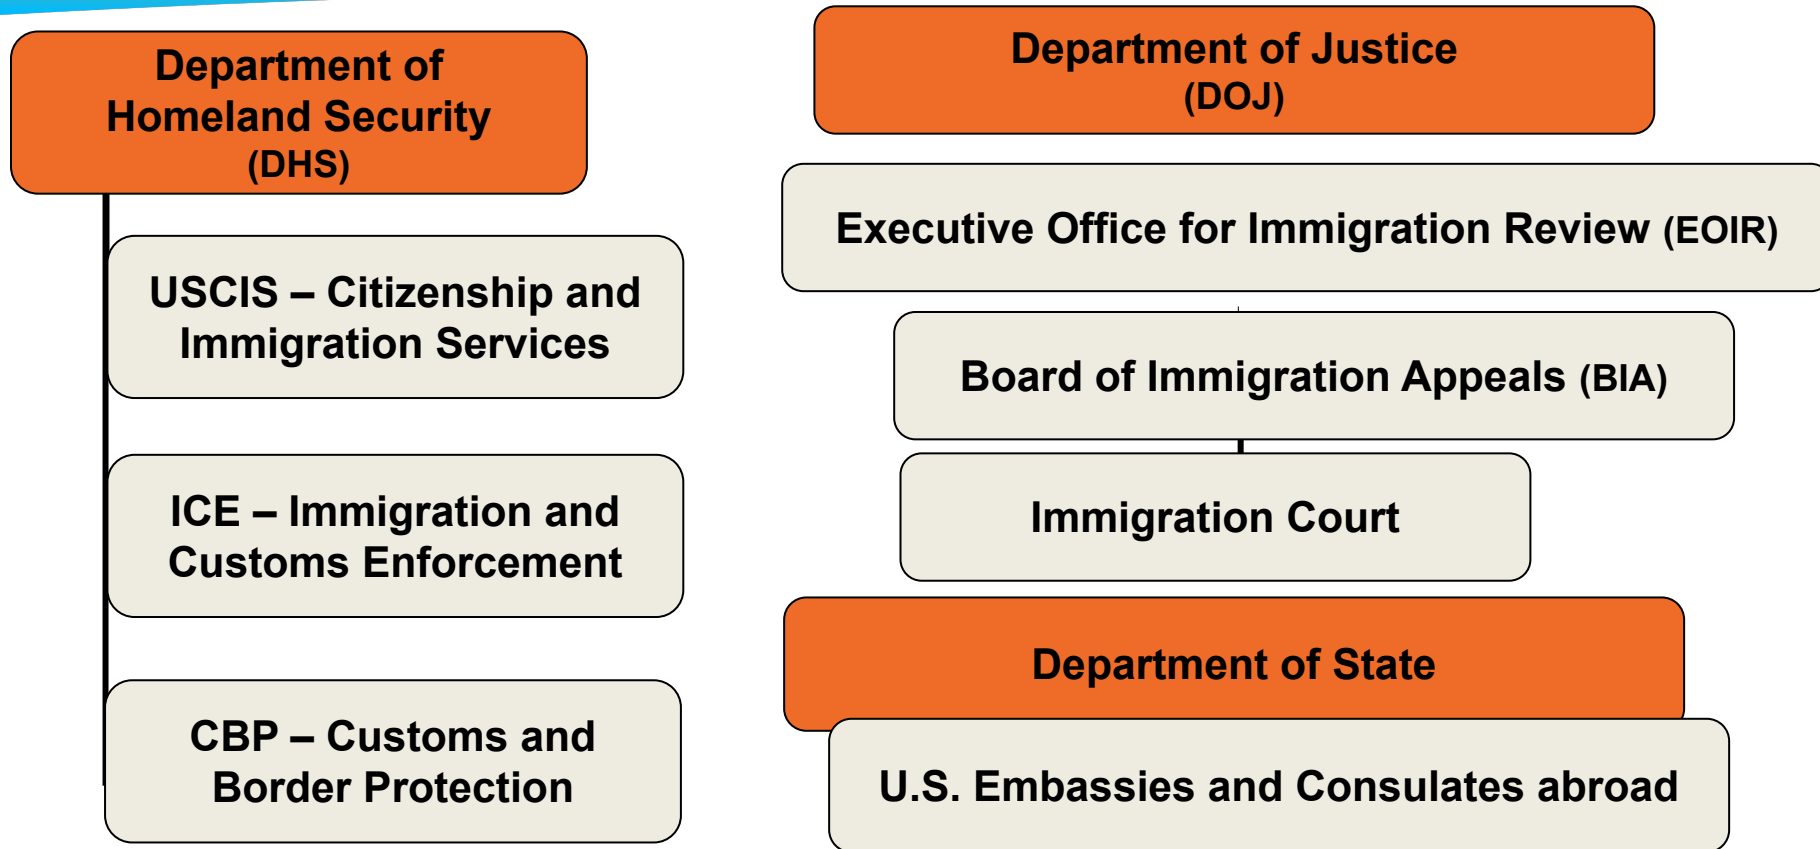 Department of
Homeland Security
(DHS)
USCIS – Citizenship and
Immigration Services
ICE – Immigration and
Customs Enforcement
CBP – Customs and
Border Protection
Department of Justice
(DOJ)
Executive Office for Immigration Review (EOIR)
Board of Immigration Appeals (BIA)
Immigration Court
Department of State
U.S. Embassies and Consulates abroad